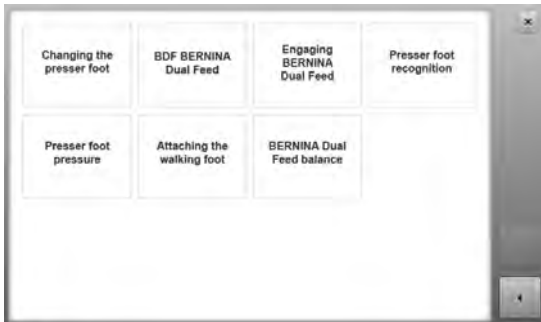 Changing the
presser foot
BDF BERNINA
Dual Feed
Engaging
BERNINA
Dual Feed
Presser foot
recognition
Presser foot
pressure
Attaching the
walking foot
BERNINA Dual
Feed balance